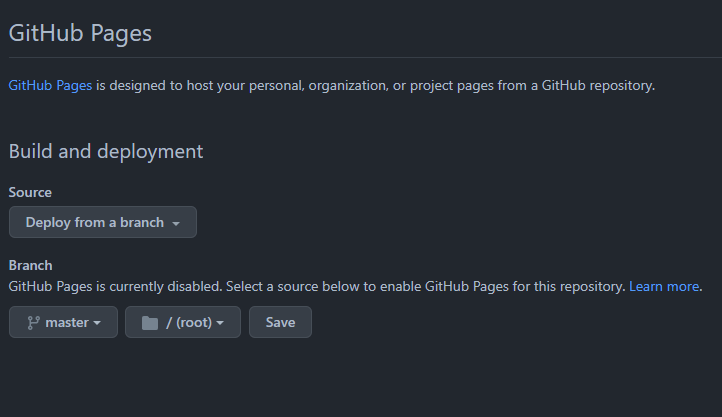 GitHub Pages
GitHub Pages is designed to host your personal, organization, or project pages from a GitHub repository.
Build and deployment
Source
Deploy from a branch
Branch
GitHub Pages is currently disabled. Select a source below to enable GitHub Pages for this repository. Learn more.
master / (root) Save